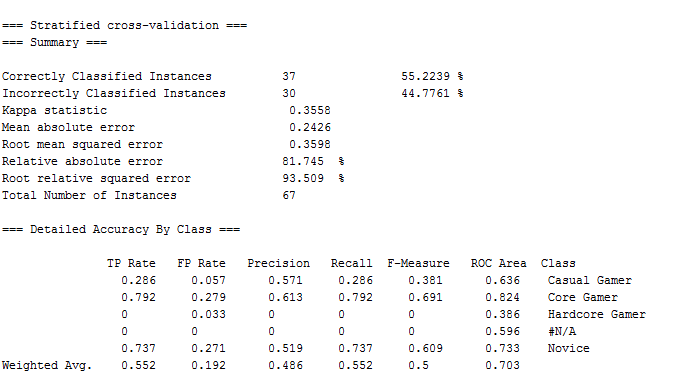 === Stratified cross-validation ===
=== Summary ===
Correctly Classified Instances 37 55.2239 %
Incorrectly Classified Instances 30 44.7761 %
Kappa statistic 0.3558
Mean absolute error 0.2426
Root mean squared error 0.3598
Relative absolute error 81.745 %
Root relative squared error 93.509 %
Total Number of Instances 67
=== Detailed Accuracy By Class ===
TP Rate FP Rate Precision Recall F-Measure ROC Area Class
0.286 0.057 0.571 0.286 0.381 0.636 Casual Gamer
0.792 0.279 0.613 0.792 0.691 0.824 Core Gamer
0 0.033 0 0 0 0.386 Hardcore Gamer
0 0 0 0 0 0.596 #N/A
0.737 0.271 0.519 0.737 0.609 0.733 Novice
Weighted Avg. 0.552 0.192 0.486 0.552 0.5 0.703